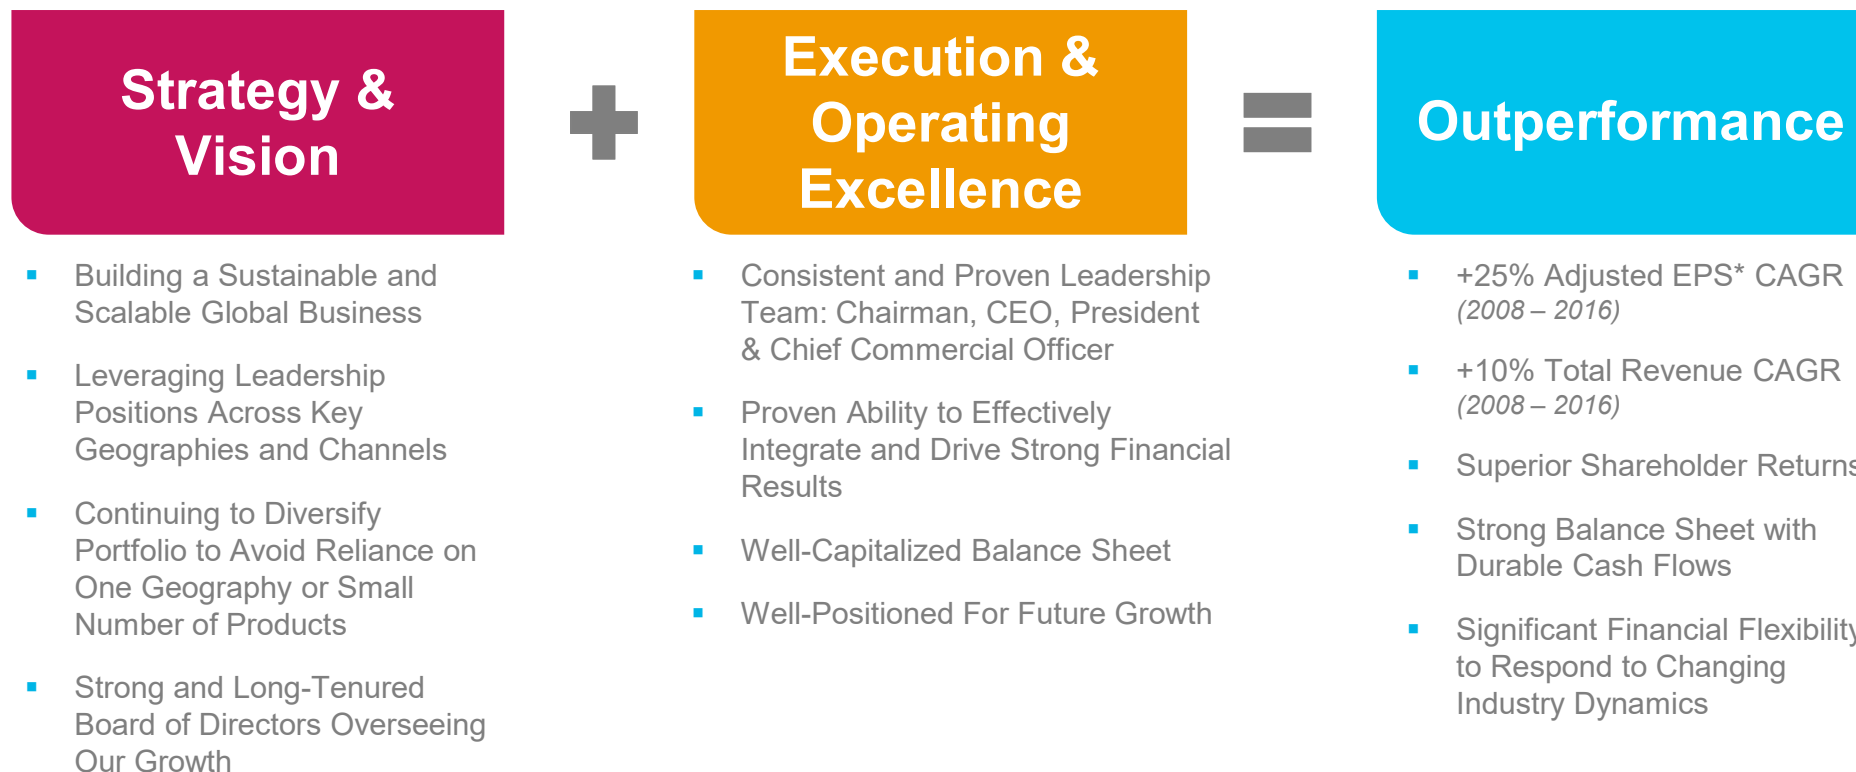 Strategy &
Vision
Execution &
Operating
Excellence
Outperformance
▪ Building a Sustainable and
Scalable Global Business
▪ Leveraging Leadership
Positions Across Key
Geographies and Channels
▪ Continuing to Diversify
Portfolio to Avoid Reliance on
One Geography or Small
Number of Products
▪ Strong and Long-Tenured
Board of Directors Overseeing
Our Growth
▪ Consistent and Proven Leadership
Team: Chairman, CEO, President
& Chief Commercial Officer
▪ Proven Ability to Effectively
Integrate and Drive Strong Financial
Results
▪ Well-Capitalized Balance Sheet
▪ Well-Positioned For Future Growth
▪ +25% Adjusted EPS* CAGR
(2008 – 2016)
▪ +10% Total Revenue CAGR
(2008 – 2016)
▪ Superior Shareholder Returns
▪ Strong Balance Sheet with
Durable Cash Flows
▪ Significant Financial Flexibility
to Respond to Changing
Industry Dynamics